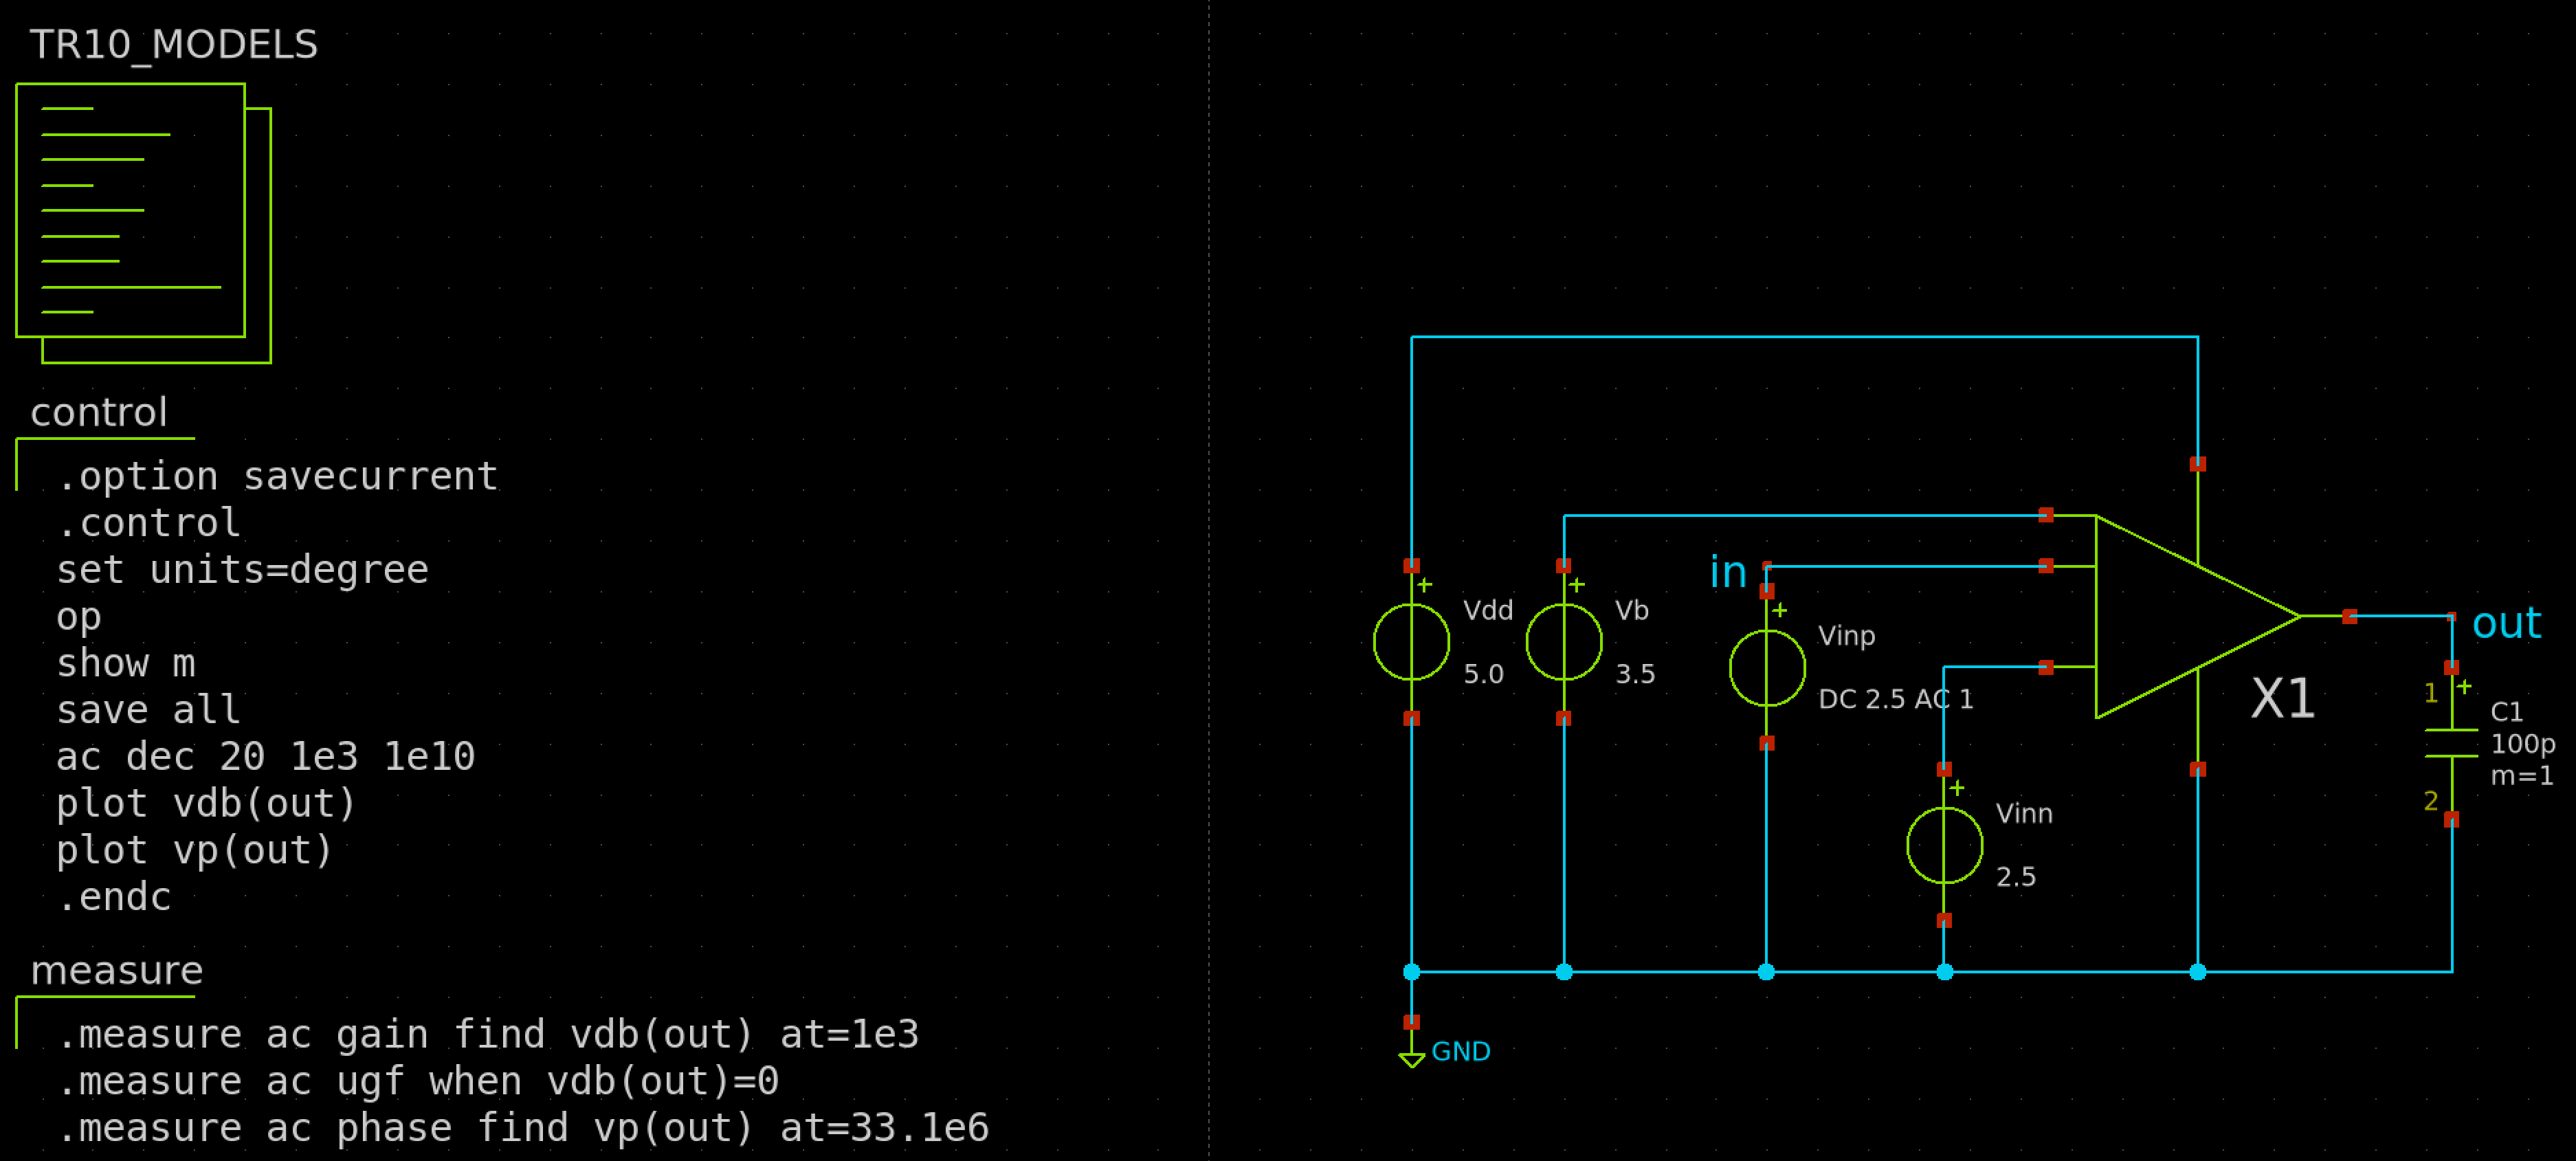 TR10_MODELS
control
.option savecurrent
.control
set units=degree
op
show m
save all
ac dec 20 1e3 1e10
plot vdb(out)
plot vp(out)
.endc
measure
.measure ac gain find vdb(out) at=1e3
.measure ac ugf when vdb(out)=0
.measure ac phase find vp(out) at=33.1e6
+
Vdd
5.0
+
Vb
3.5
in
+
Vinp
DC 2.5 AC 1
+
Vinn
2.5
X1
out
1
+
C1
100p
m=1
2
GND